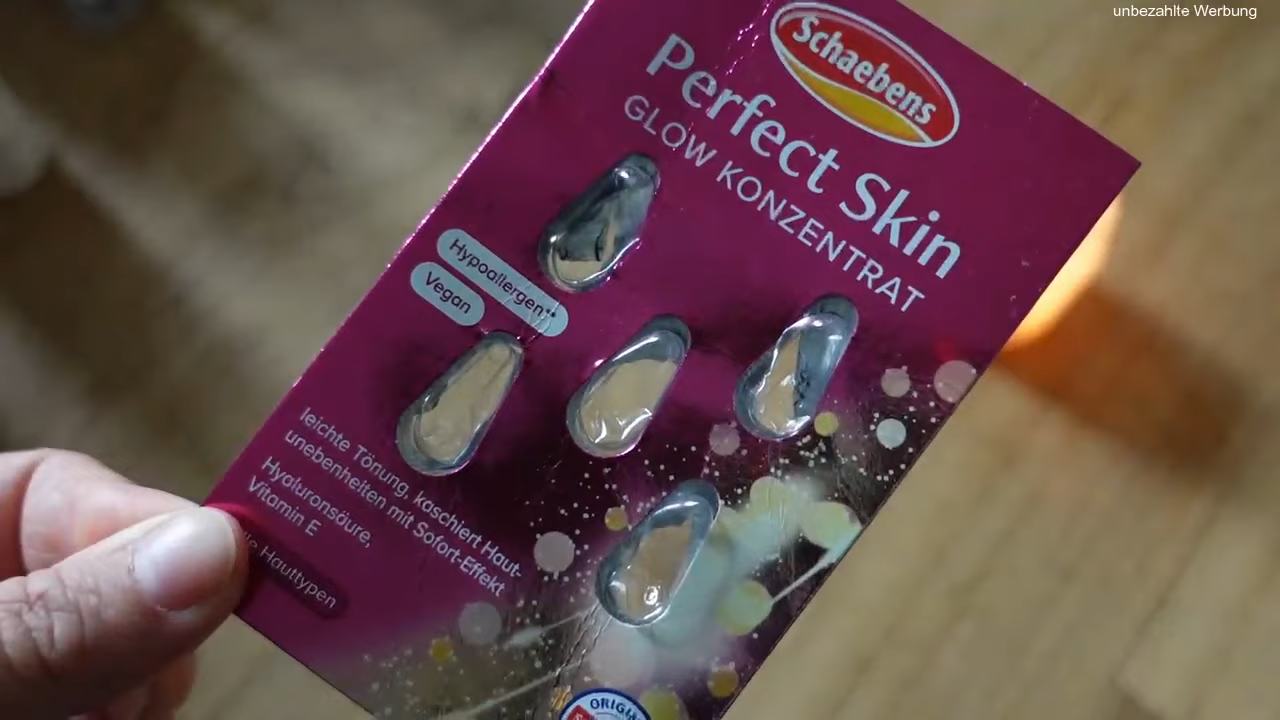 unbezahlte Werbung
Schaebens
Perfect Skin
GLOW KONZENTRAT
Hypoallergen**
Vegan
leichte Tönung, kaschiert Haut-
unebenheiten mit Sofort-Effekt
Hyaluronsäure,
Vitamin E
Hauttypen